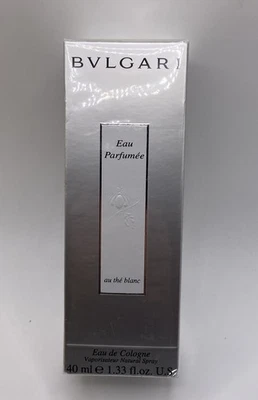 BVLGARI
Eau
Parfumée
au thé blanc
Eau de Cologne
Vaporisateur Natural Spray
40 ml e 1.33 fl.oz. U.S.